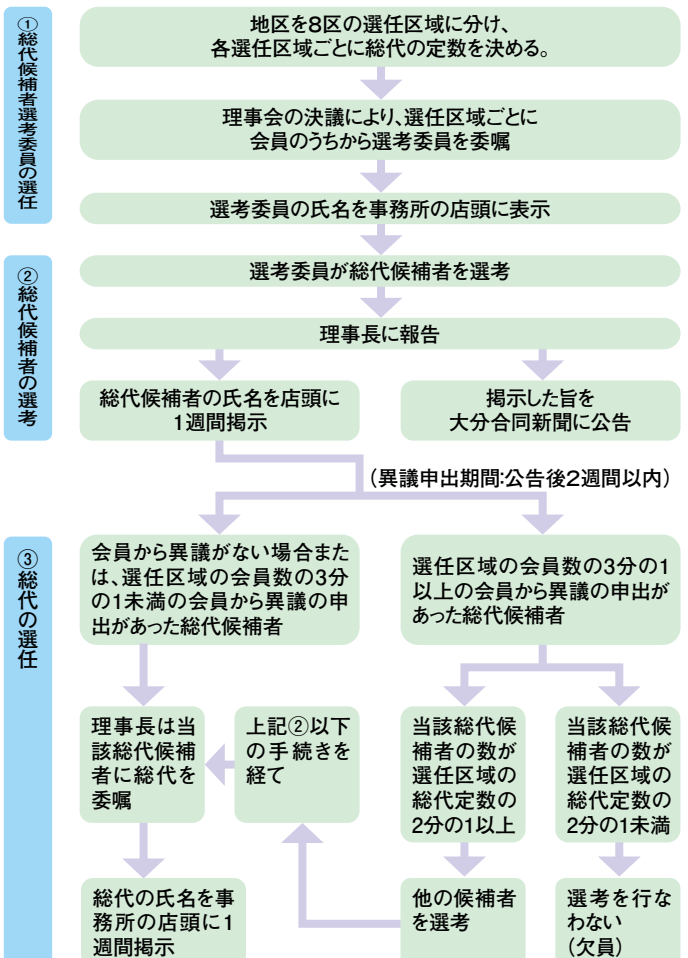 ①総代候補者選考委員の選任
地区を8区の選任区域に分け、
各選任区域ごとに総代の定数を決める。
理事会の決議により、選任区域ごとに
会員のうちから選考委員を委嘱
選考委員の氏名を事務所の店頭に表示
②総代候補者の選考
選考委員が総代候補者を選考
理事長に報告
総代候補者の氏名を店頭に
1週間掲示
掲示した旨を
大分合同新聞に公告
(異議申出期間:公告後2週間以内)
③総代の選任
会員から異議がない場合また
は、選任区域の会員数の3分
の1未満の会員から異議の申
出があった総代候補者
選任区域の会員数の3分の1
以上の会員から異議の申出が
あった総代候補者
理事長は当
該総代候補
者に総代を
委嘱
上記②以下
の手続きを
経て
当該総代候
補者の数が
選任区域の
総代定数の
2分の1以上
当該総代候
補者の数が
選任区域の
総代定数の
2分の1未満
総代の氏名を事
務所の店頭に1
週間掲示
他の候補者
を選考
選考を行な
わない
(欠員)